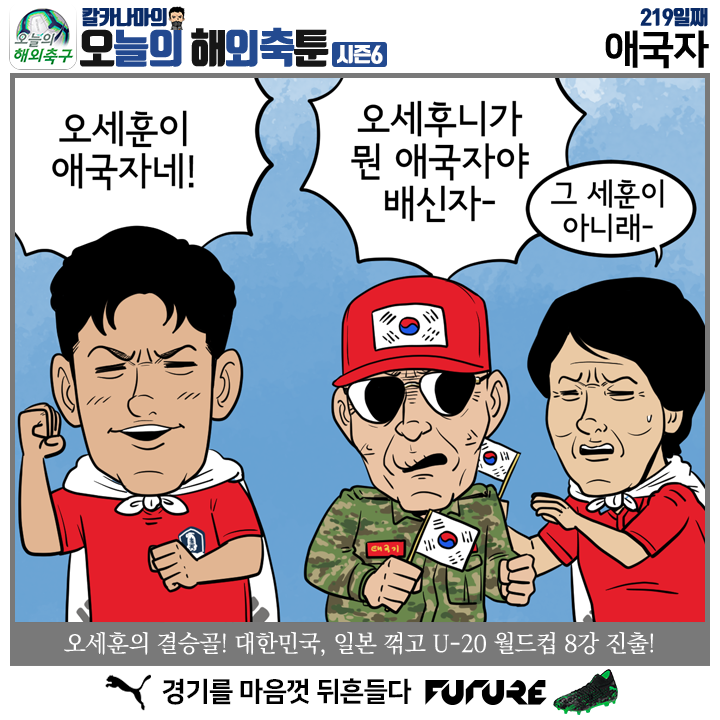 오늘의
해외축구
칼카나마의
오늘의 해외축툰
시즌6
219일째
애국자
오세훈이
애국자네!
오세후니가
뭔 애국자야
배신자-
그 세훈이
아니래-
태극기
오세훈의 결승골! 대한민국, 일본 꺾고 U-20 월드컵 8강 진출!
경기를 마음껏 뒤흔들다 FUTURE